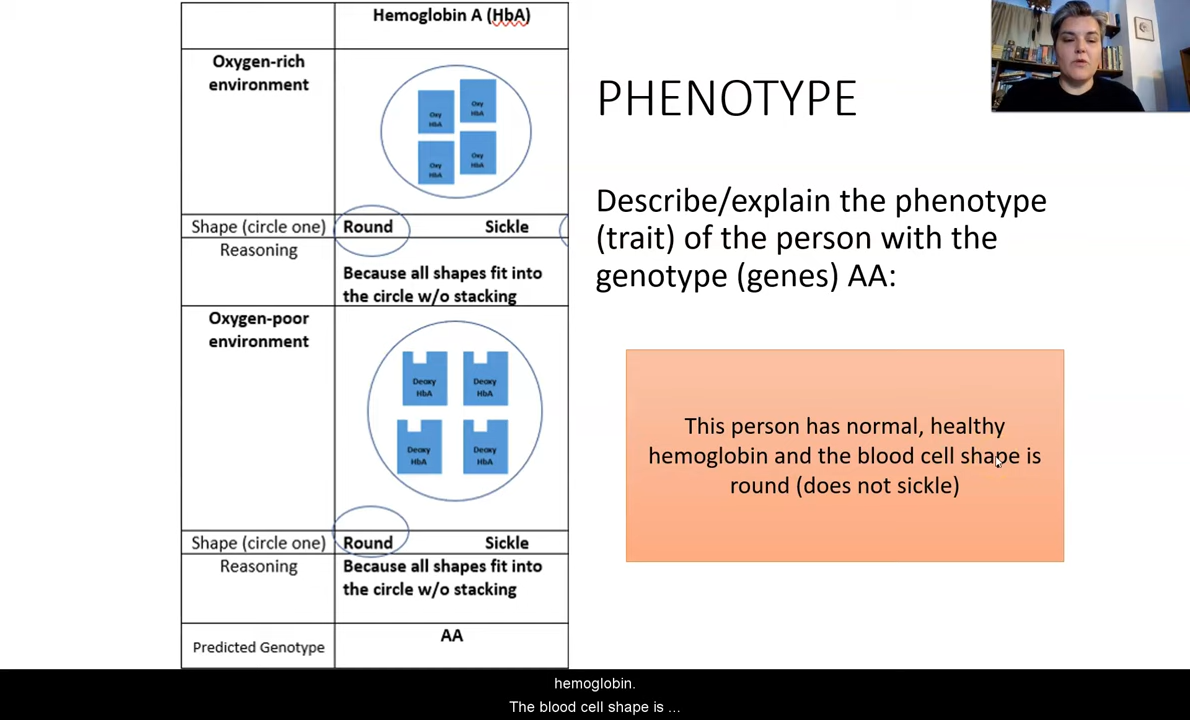 Hemoglobin A (HbA)
Oxygen-rich
environment
Oxy
HbA
Oxy
HbA
Oxy
HbA
Oxy
HbA
Shape (circle one)
Round
Sickle
Reasoning
Because all shapes fit into
the circle w/o stacking
Oxygen-poor
environment
Deoxy
HbA
Deoxy
HbA
Deoxy
HbA
Deoxy
HbA
Shape (circle one)
Round
Sickle
Reasoning
Because all shapes fit into
the circle w/o stacking
Predicted Genotype
AA
PHENOTYPE
Describe/explain the phenotype
(trait) of the person with the
genotype (genes) AA:
This person has normal, healthy
hemoglobin and the blood cell shape is
round (does not sickle)
hemoglobin.
The blood cell shape is ...